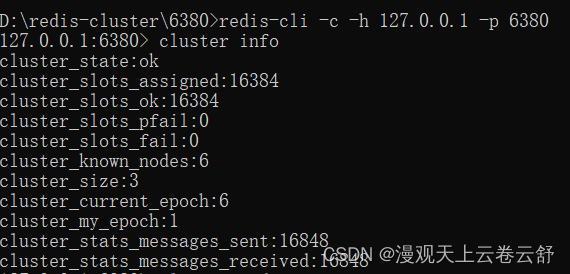 D:\redis-cluster\6380>redis-cli -c -h 127.0.0.1 -p 6380
127.0.0.1:6380> cluster info
cluster_state:ok
cluster_slots_assigned:16384
cluster_slots_ok:16384
cluster_slots_pfail:0
cluster_slots_fail:0
cluster_known_nodes:6
cluster_size:3
cluster_current_epoch:6
cluster_my_epoch:1
cluster_stats_messages_sent:16848
cluster_stats_messages_received:16848
CSDN @漫观天上云卷云舒